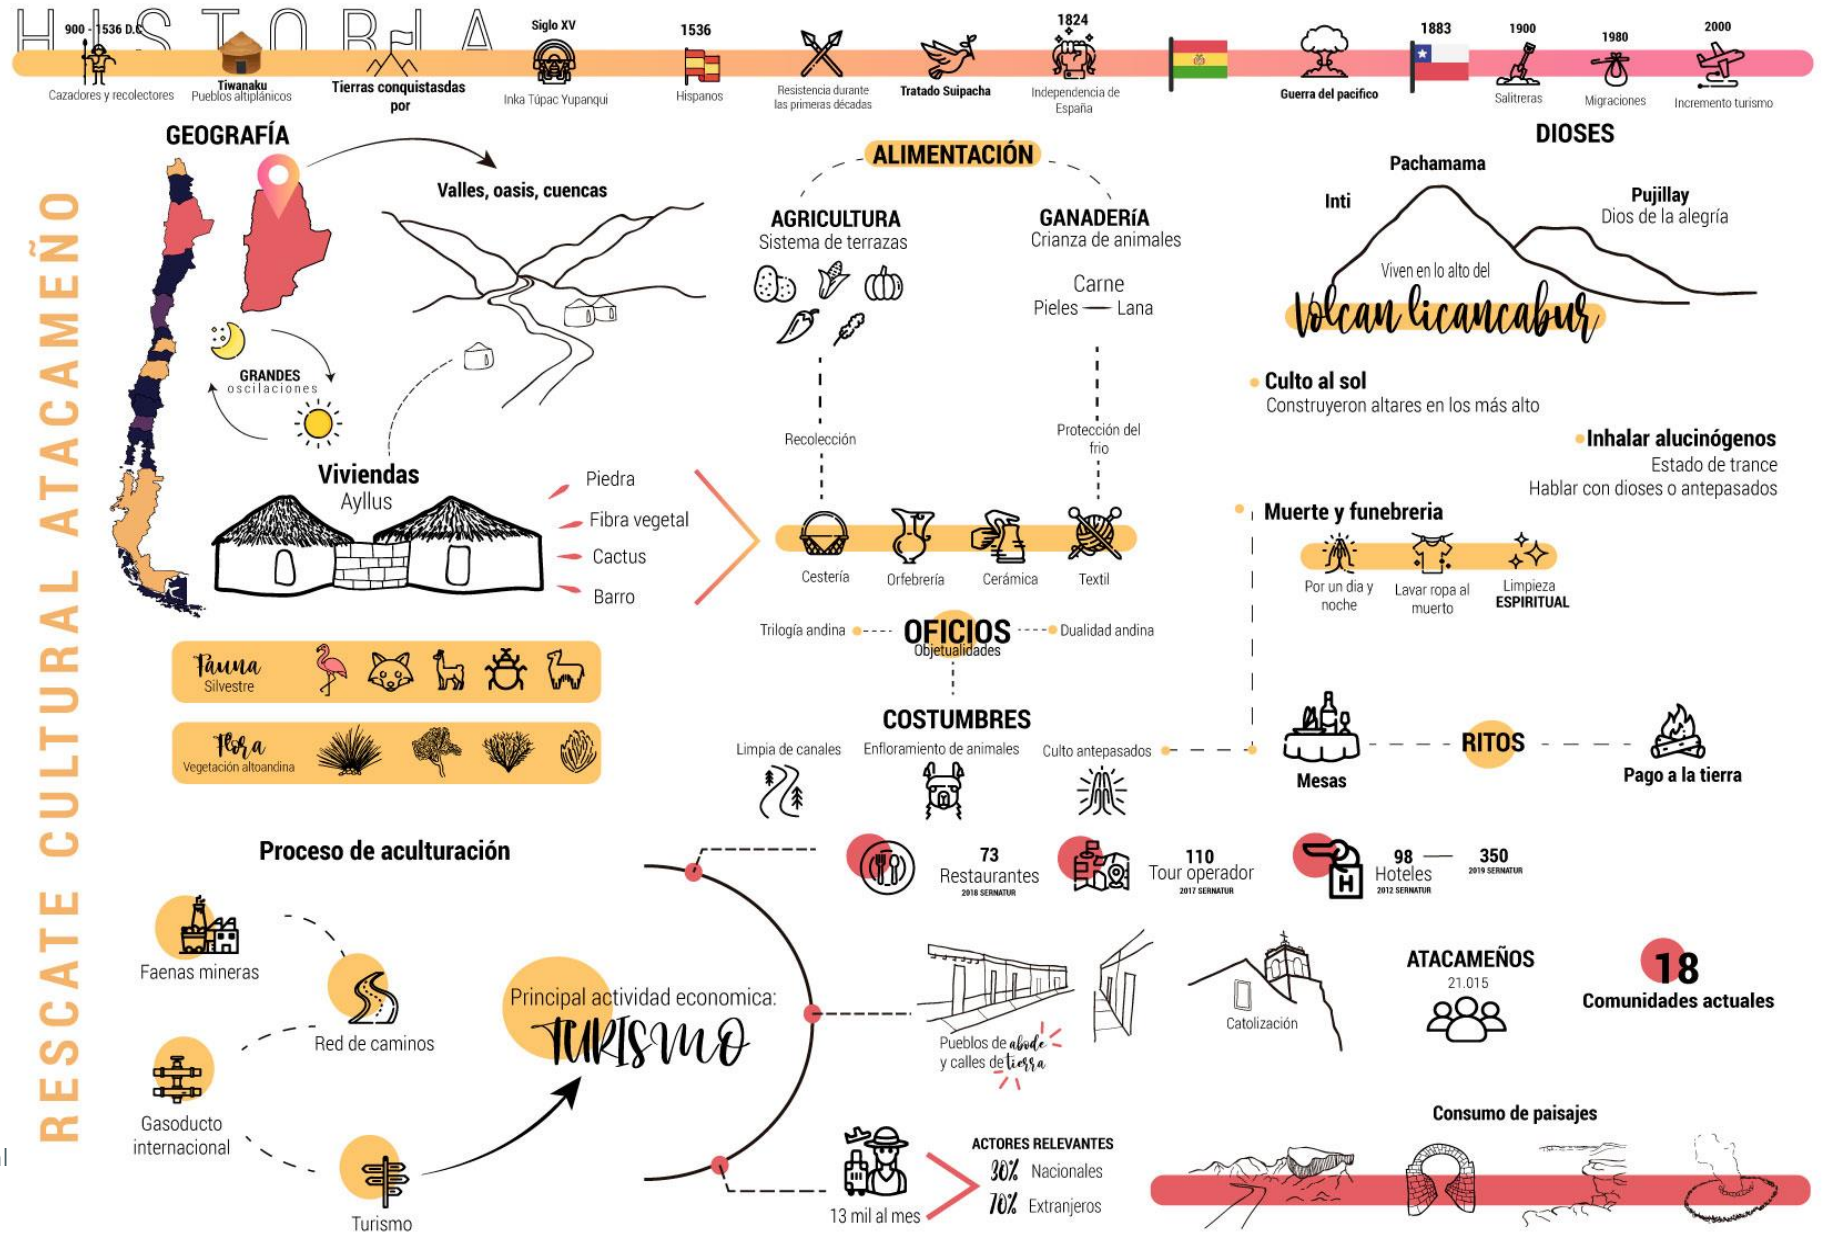 HISTORIA
900 - 1536 D.C
Cazadores y recolectores
Tiwanaku
Pueblos altiplánicos
Tierras conquistasdas
por
Siglo XV
Inka Túpac Yupanqui
1536
Hispanos
Resistencia durante
las primeras décadas
Tratado Suipacha
1824
Independencia de
España
Guerra del pacifico
1883
1900
Salitreras
1980
Migraciones
2000
Incremento turismo
RESCATE CULTURAL ATACAMEÑO
GEOGRAFÍA
Valles, oasis, cuencas
GRANDES
oscilaciones
Viviendas
Ayllus
Piedra
Fibra vegetal
Cactus
Barro
Fauna
Silvestre
Flora
Vegetación altoandina
ALIMENTACIÓN
AGRICULTURA
Sistema de terrazas
GANADERíA
Crianza de animales
Carne
Pieles
Lana
Recolección
Protección del
frio
Cestería
Orfebrería
Cerámica
Textil
Trilogía andina
OFICIOS
Objetualidades
Dualidad andina
COSTUMBRES
Limpia de canales
Enfloramiento de animales
Culto antepasados
DIOSES
Pachamama
Inti
Pujillay
Dios de la alegría
Viven en lo alto del
Volcan licancabur
Culto al sol
Construyeron altares en los más alto
Inhalar alucinógenos
Estado de trance
Hablar con dioses o antepasados
Muerte y funebreria
Por un dia y
noche
Lavar ropa al
muerto
Limpieza
ESPIRITUAL
Mesas
RITOS
Pago a la tierra
Proceso de aculturación
Faenas mineras
Red de caminos
Gasoducto
internacional
Turismo
Principal actividad economica:
TURISMO
73
Restaurantes
2018 SERNATUR
110
Tour operador
2017 SERNATUR
H
98
Hoteles
2012 SERNATUR
350
2019 SERNATUR
Pueblos de abode
y calles de tierra
Catolización
ATACAMEÑOS
21.015
18
Comunidades actuales
13 mil al mes
ACTORES RELEVANTES
30% Nacionales
70% Extranjeros
Consumo de paisajes